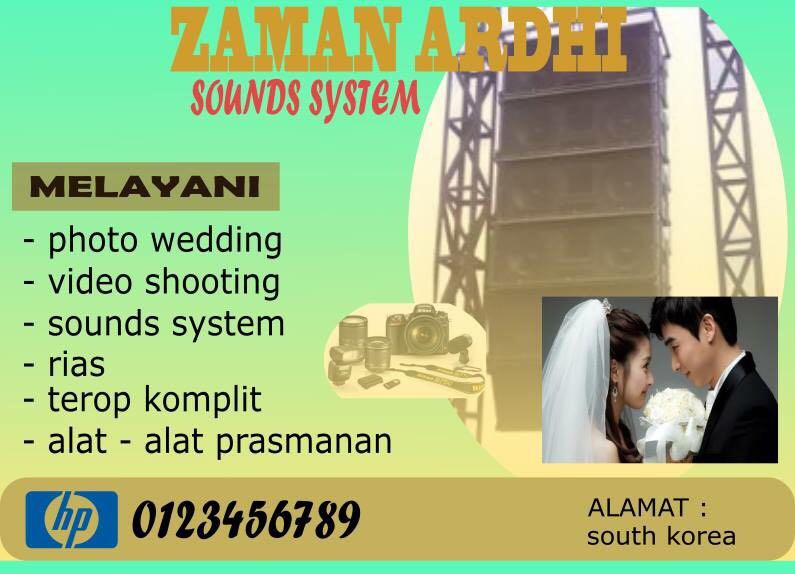 ZAMAN ARDHI
SOUNDS SYSTEM
MELAYANI
- photo wedding
- video shooting
- sounds system
- rias
- terop komplit
- alat - alat prasmanan
hp 0123456789
ALAMAT :
south korea